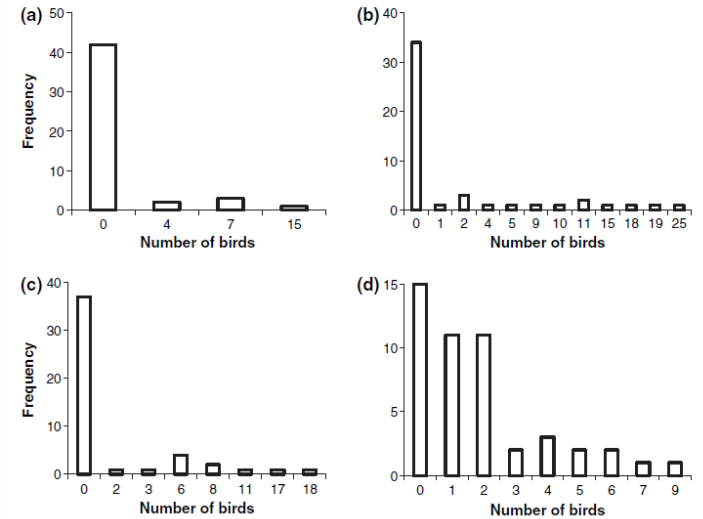 (a)
50
40
30
20
10
0
Frequency
0 4 7 15
Number of birds
(b)
40
30
20
10
0
0 1 2 4 5 9 10 11 15 18 19 25
Number of birds
(c)
40
30
20
10
0
Frequency
0 2 3 6 8 11 17 18
Number of birds
(d)
15
10
5
0
0 1 2 3 4 5 6 7 9
Number of birds